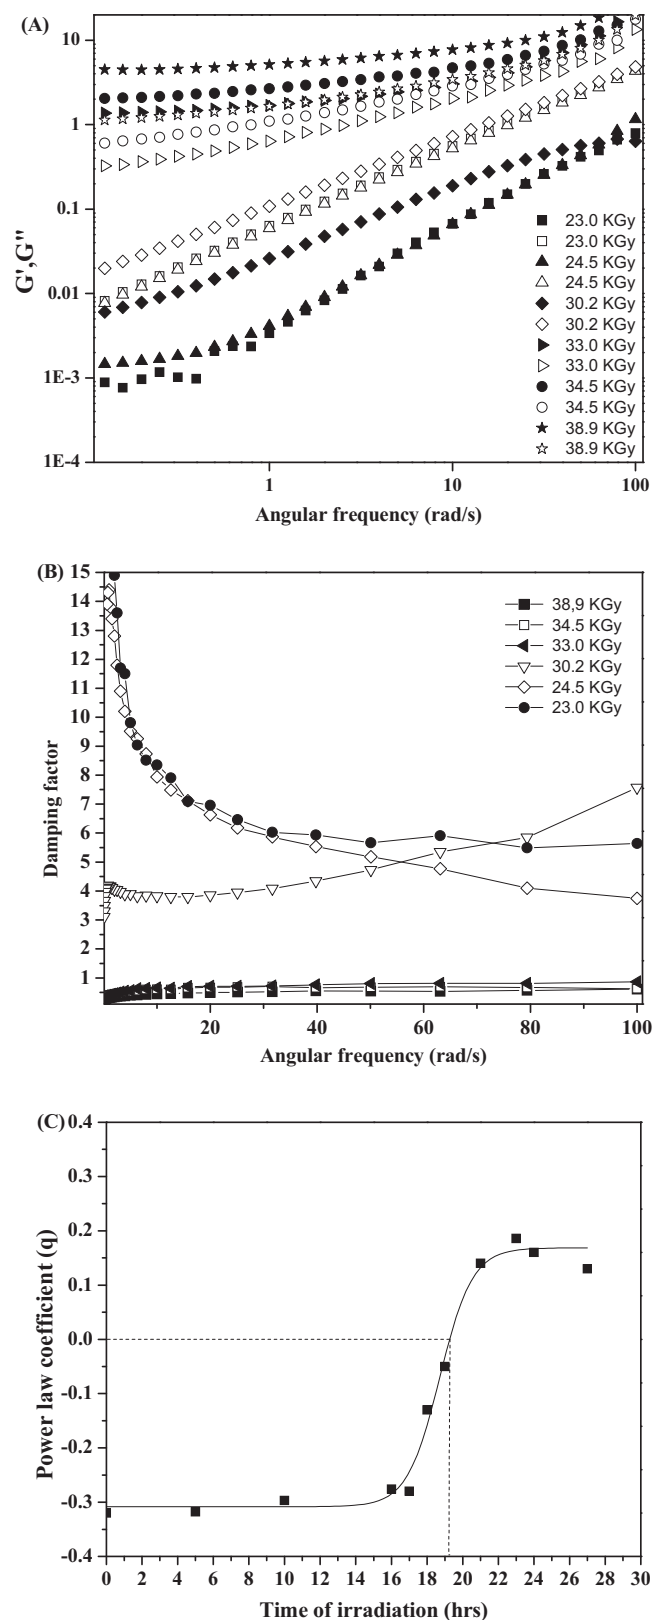 (A)
10
1
0.1
0.01
1E-3
1E-4
G',G"
23.0 KGy
23.0 KGy
24.5 KGy
24.5 KGy
30.2 KGy
30.2 KGy
33.0 KGy
33.0 KGy
34.5 KGy
34.5 KGy
38.9 KGy
38.9 KGy
1 10 100
Angular frequency (rad/s)
(B)
15
14
13
12
11
10
9
8
7
6
5
4
3
2
1
Damping factor
38,9 KGy
34.5 KGy
33.0 KGy
30.2 KGy
24.5 KGy
23.0 KGy
20 40 60 80 100
Angular frequency (rad/s)
(C)
0.4
0.3
0.2
0.1
0.0
-0.1
-0.2
-0.3
-0.4
Power law coefficient (q)
0 2 4 6 8 10 12 14 16 18 20 22 24 26 28 30
Time of irradiation (hrs)